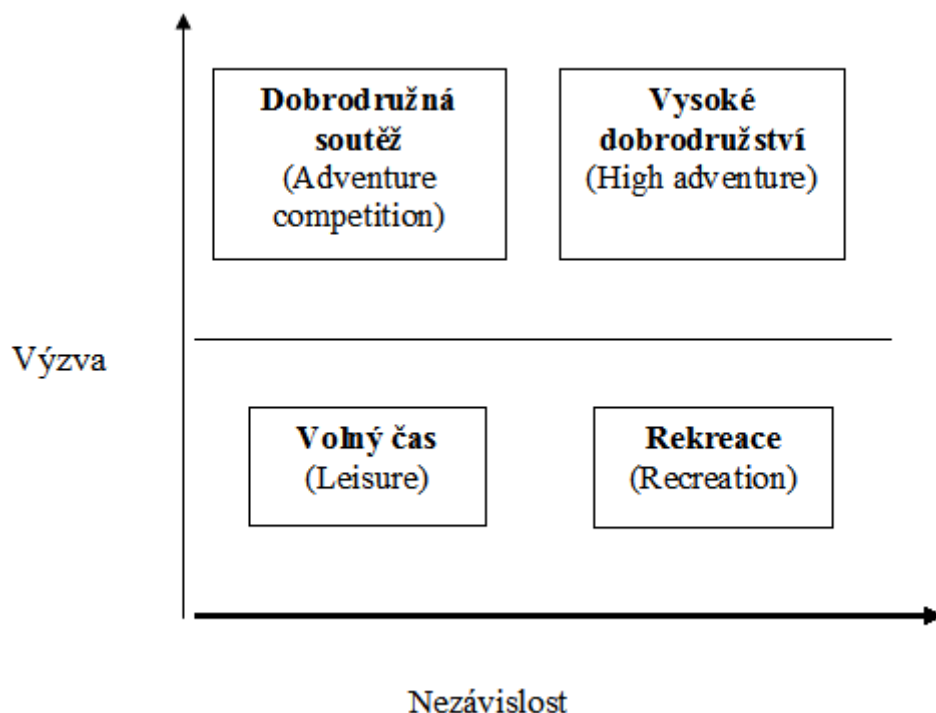 Dobrodružná
soutěž
(Adventure
competition)
Vysoké
dobrodružství
(High adventure)
Výzva
Volný čas
(Leisure)
Rekreace
(Recreation)
Nezávislost